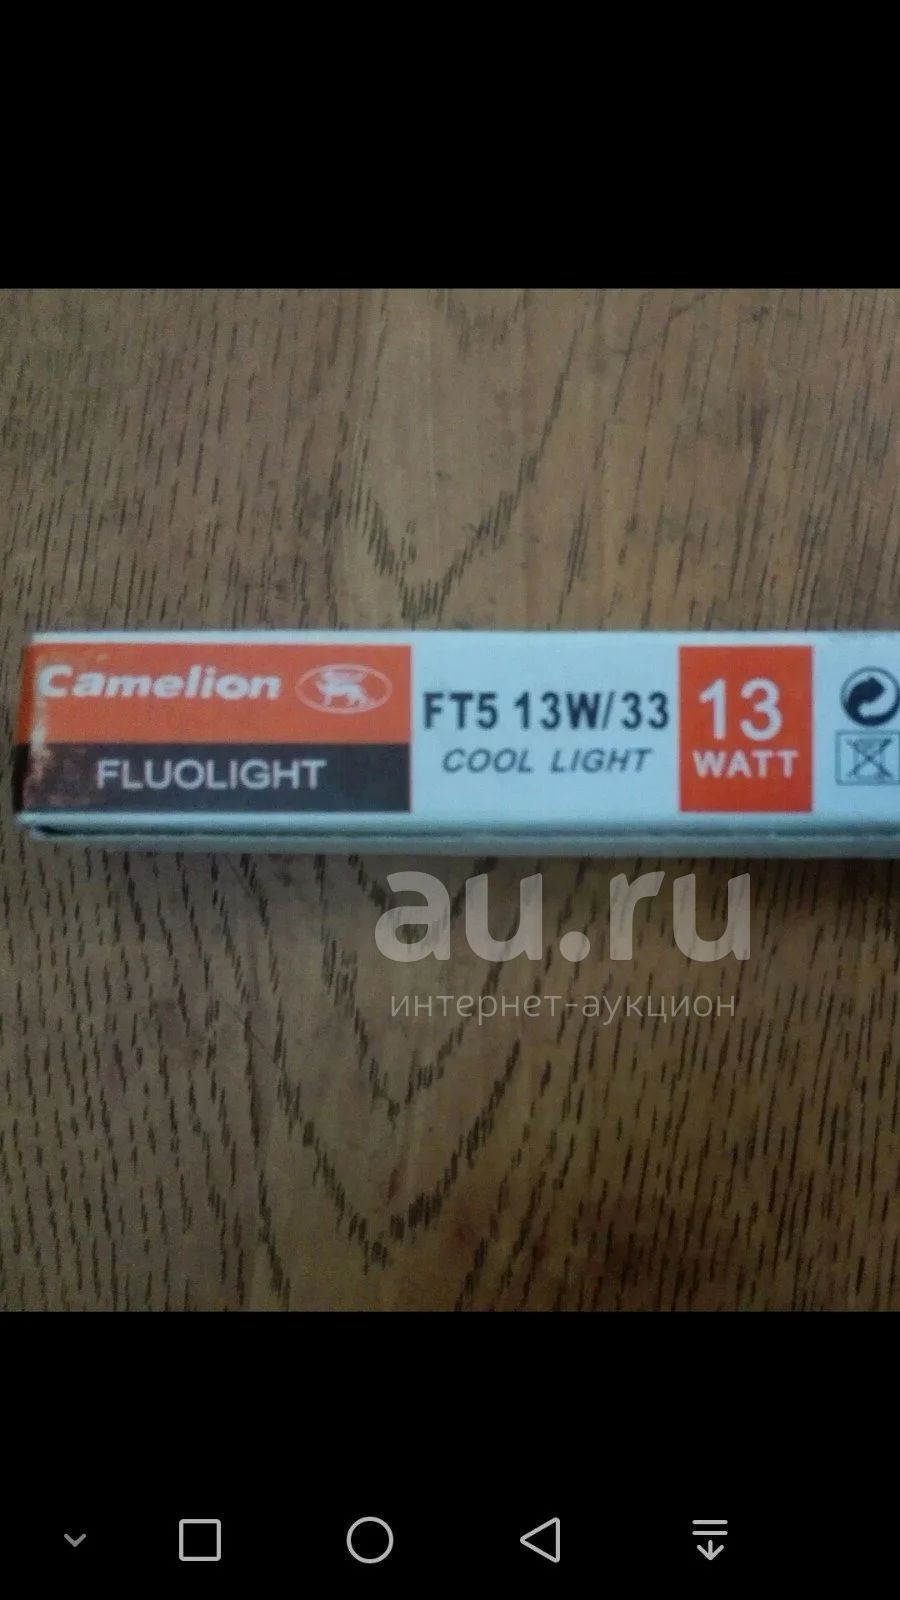 Camelion
FLUOLIGHT
FT5 13W/33
COOL LIGHT
13
WATT
au.ru
интернет-аукцион